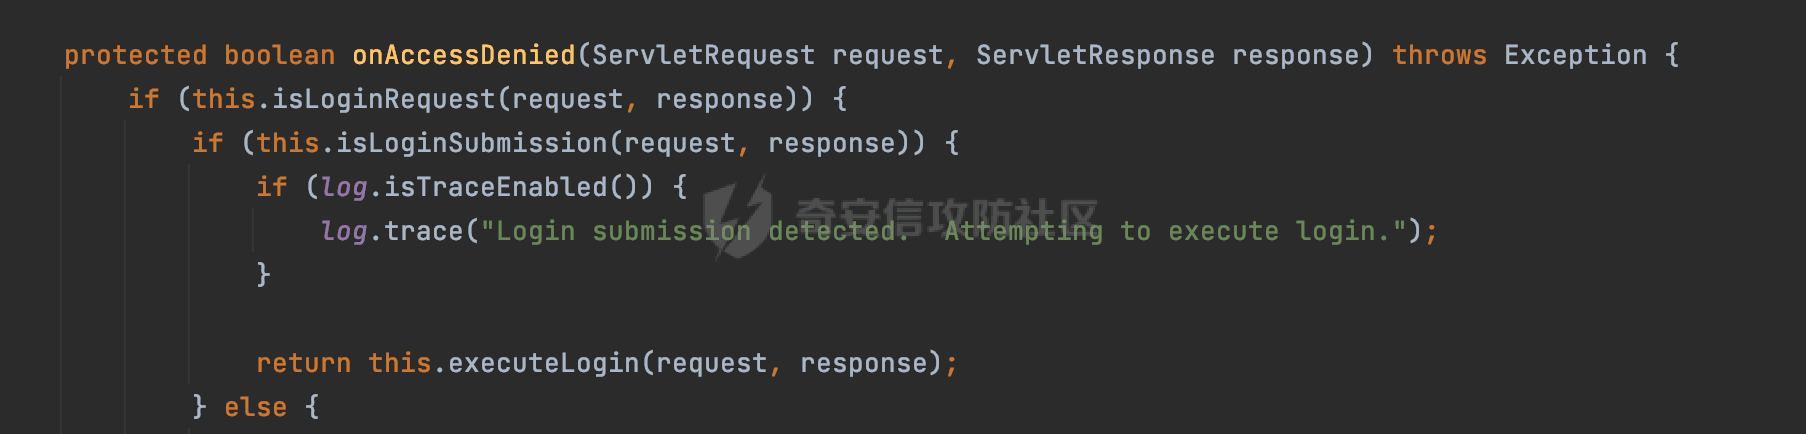 protected boolean onAccessDenied(ServletRequest request, ServletResponse response) throws Exception {
if (this.isLoginRequest(request, response)) {
if (this.isLoginSubmission(request, response)) {
if (log.isTraceEnabled()) {
log.trace("Login submission detected.  Attempting to execute login.");
奇安信攻防社区
}
return this.executeLogin(request, response);
} else {